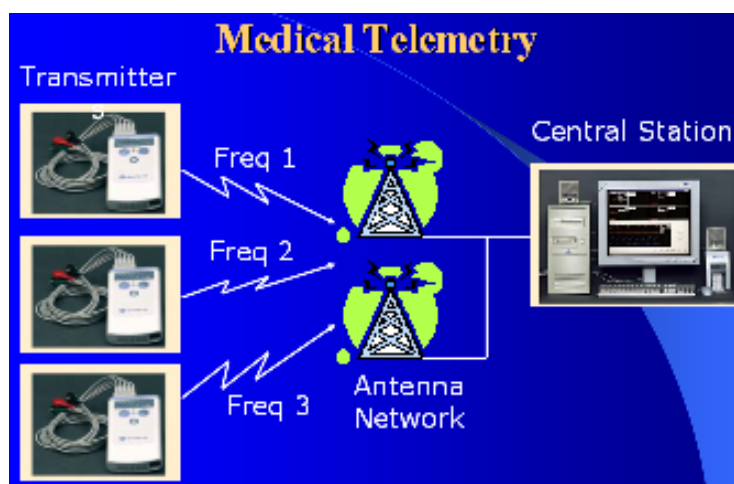 Medical Telemetry
Transmitter
s
Freq 1
Central Station
Freq 2
Freq 3
Antenna
Network